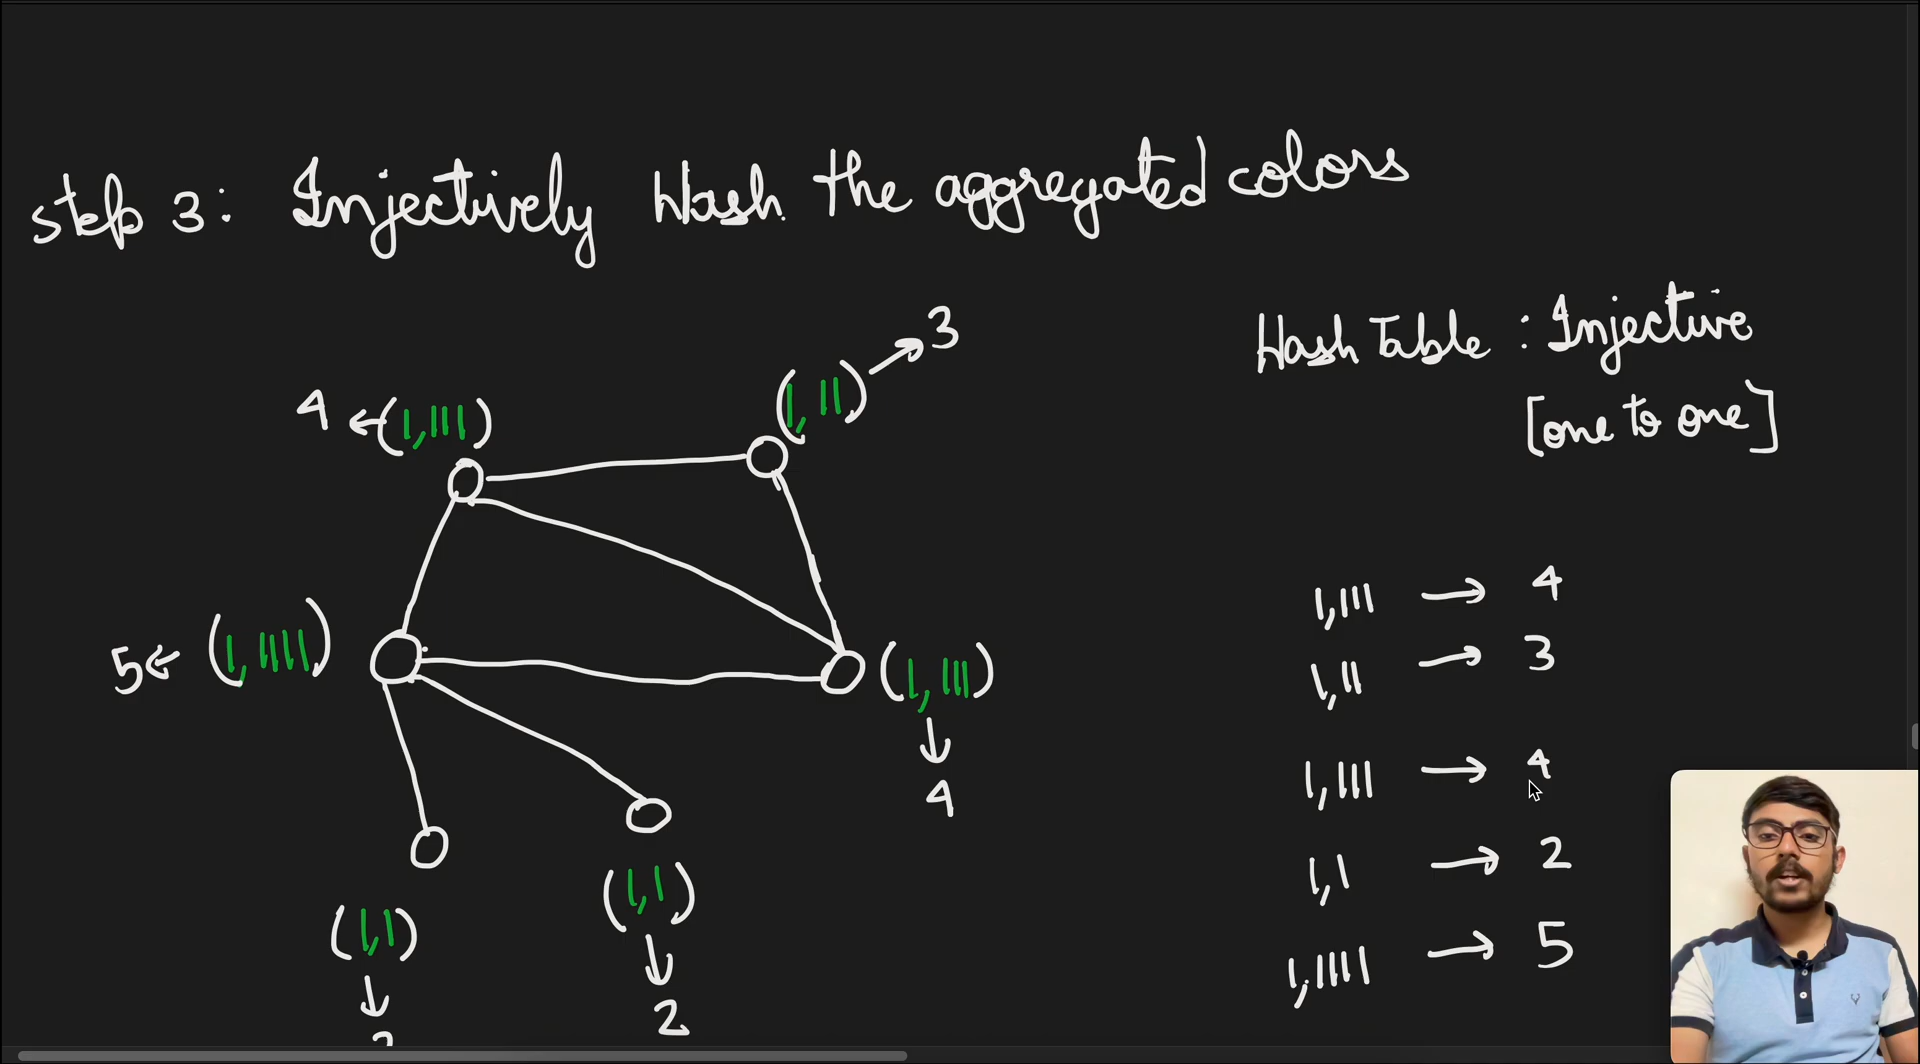 step 3: Injectively Hash the aggregated colors
Hash Table : Injective
[one to one]
3
(1,11)
4
(1,111)
5
(1,1111)
(1,111)
4
(1,1)
2
(1,1)
1,111 → 4
1,11 → 3
1,111 → 4
1,1 → 2
1,1111 → 5